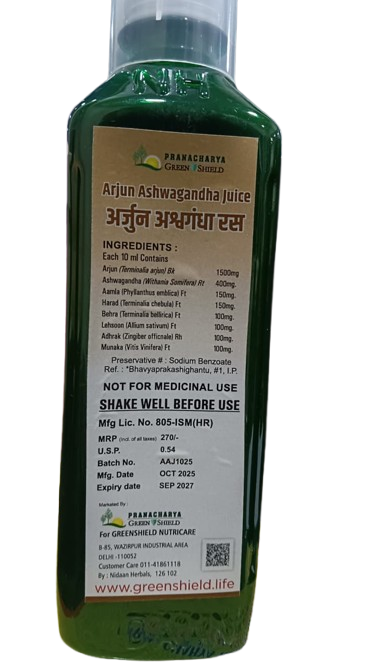 NH
PRANACHARYA
GREEN SHIELD
Arjun Ashwagandha Juice
अर्जुन अश्वगंधा रस
INGREDIENTS :
Each 10 ml Contains
Arjun (Terminalia arjun) Bk 1500mg
Ashwagandha (Withania Somifera) Rt 400mg.
Aamla (Phyllanthus emblica) Ft 150mg.
Harad (Terminalia chebula) Ft 150mg.
Behra (Terminalia bellirica) Ft 100mg.
Lehsoon (Allium sativum) Ft 100mg.
Adhrak (Zingiber officnale) Rh 100mg.
Munaka (Vitis Vinifera) Ft 100mg.
Preservative # : Sodium Benzoate
Ref. : *Bhavyaprakashighantu, #1, I.P.
NOT FOR MEDICINAL USE
SHAKE WELL BEFORE USE
Mfg Lic. No. 805-ISM(HR)
MRP (incl. of all taxes) 270/-
U.S.P. 0.54
Batch No. AAJ1025
Mfg. Date OCT 2025
Expiry date SEP 2027
Marketed By :
PRANACHARYA
GREEN SHIELD
For GREENSHIELD NUTRICARE
B-85, WAZIRPUR INDUSTRIAL AREA
DELHI -110052
Customer Care 011-41861118
By : Nidaan Herbals, 126 102
www.greenshield.life